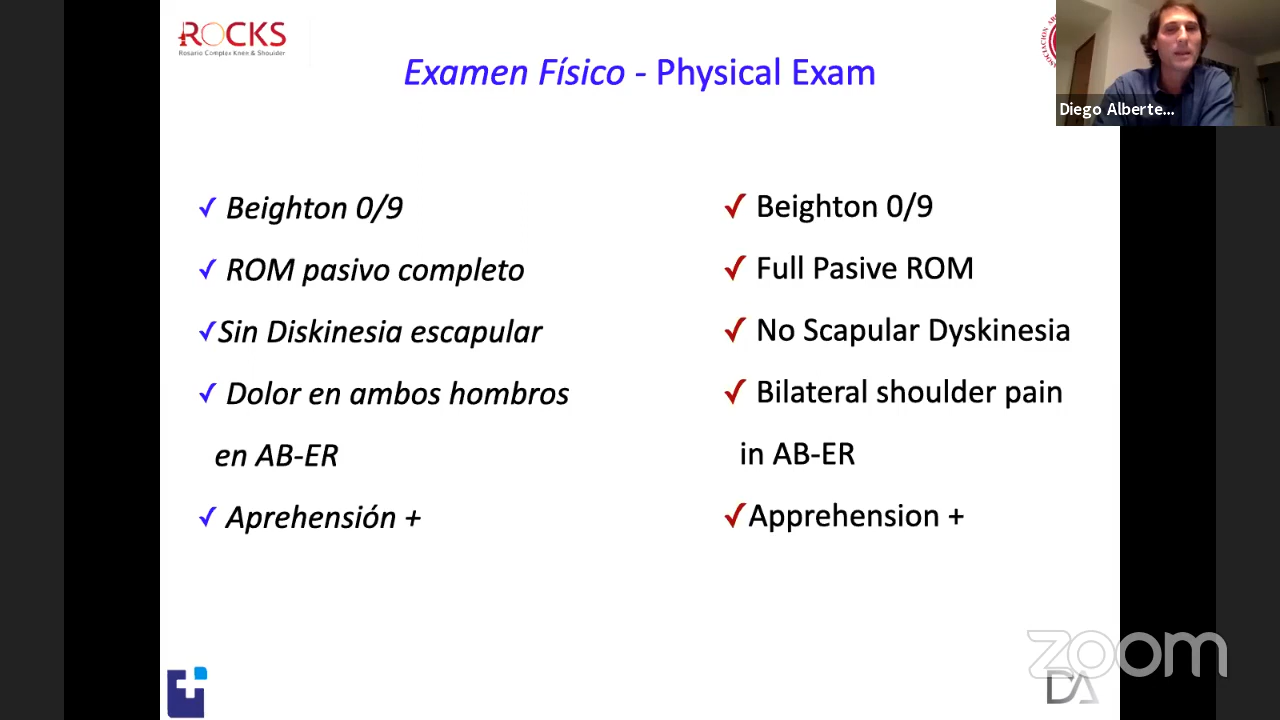 ROCKS
Rosario Complex Knee & Shoulder
Examen Físico - Physical Exam
Diego Alberte...
Beighton 0/9
ROM pasivo completo
Sin Diskinesia escapular
Dolor en ambos hombros
en AB-ER
Aprehensión +
Beighton 0/9
Full Pasive ROM
No Scapular Dyskinesia
Bilateral shoulder pain
in AB-ER
Apprehension +
zoom
DA